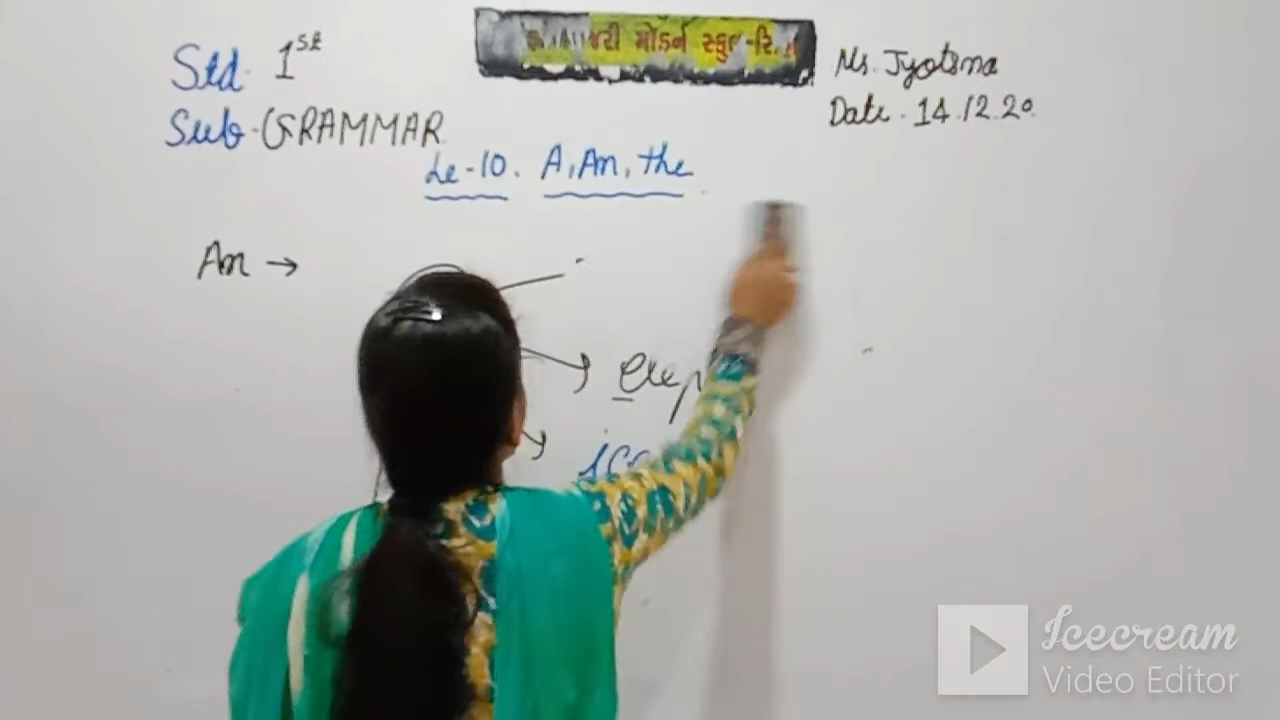 મોડર્ન સ્કુલ
Std. 1st
Ms. Jyotsna
Sub. GRAMMAR
Date. 14.12.20.
Le-10. A, An, the
An →
Icecream
Video Editor